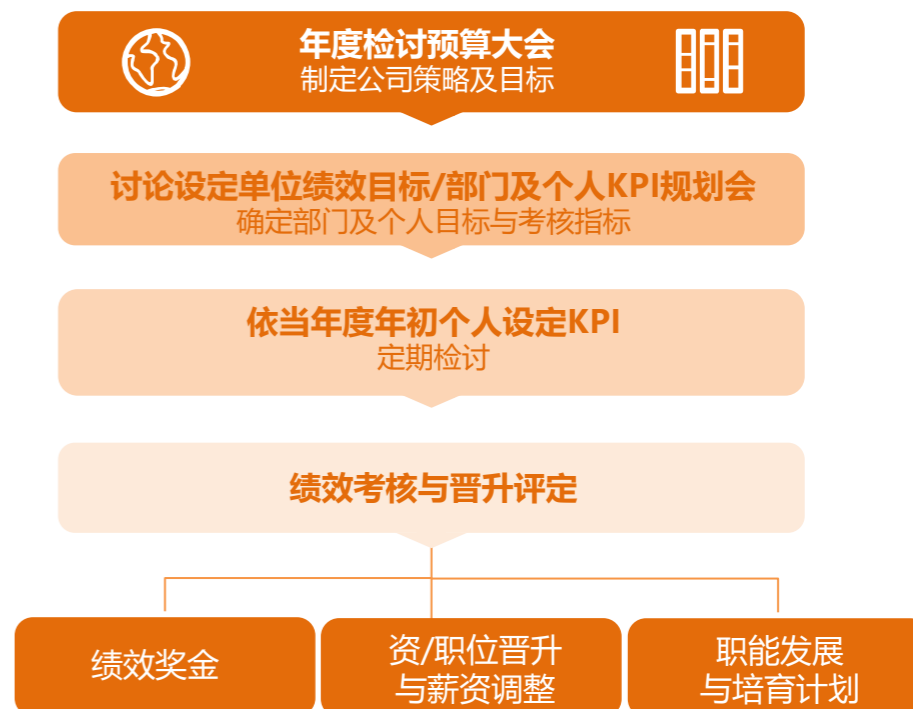 年度检讨预算大会
制定公司策略及目标
讨论设定单位绩效目标/部门及个人KPI规划会
确定部门及个人目标与考核指标
依当年度年初个人设定KPI
定期检讨
绩效考核与晋升评定
绩效奖金
资/职位晋升
与薪资调整
职能发展
与培育计划